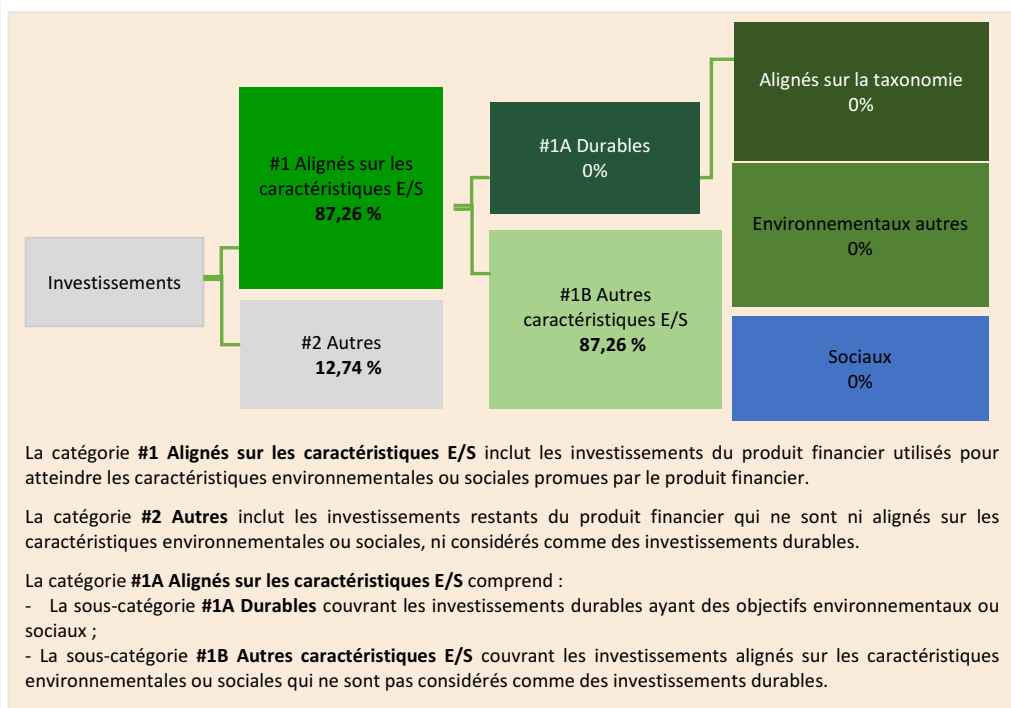 Investissements
#1 Alignés sur les
caractéristiques E/S
87,26 %
#2 Autres
12,74 %
#1A Durables
0%
#1B Autres
caractéristiques E/S
87,26 %
Alignés sur la taxonomie
0%
Environnementaux autres
0%
Sociaux
0%
La catégorie #1 Alignés sur les caractéristiques E/S inclut les investissements du produit financier utilisés pour
atteindre les caractéristiques environnementales ou sociales promues par le produit financier.
La catégorie #2 Autres inclut les investissements restants du produit financier qui ne sont ni alignés sur les
caractéristiques environnementales ou sociales, ni considérés comme des investissements durables.
La catégorie #1A Alignés sur les caractéristiques E/S comprend :
- La sous-catégorie #1A Durables couvrant les investissements durables ayant des objectifs environnementaux ou
sociaux ;
- La sous-catégorie #1B Autres caractéristiques E/S couvrant les investissements alignés sur les caractéristiques
environnementales ou sociales qui ne sont pas considérés comme des investissements durables.